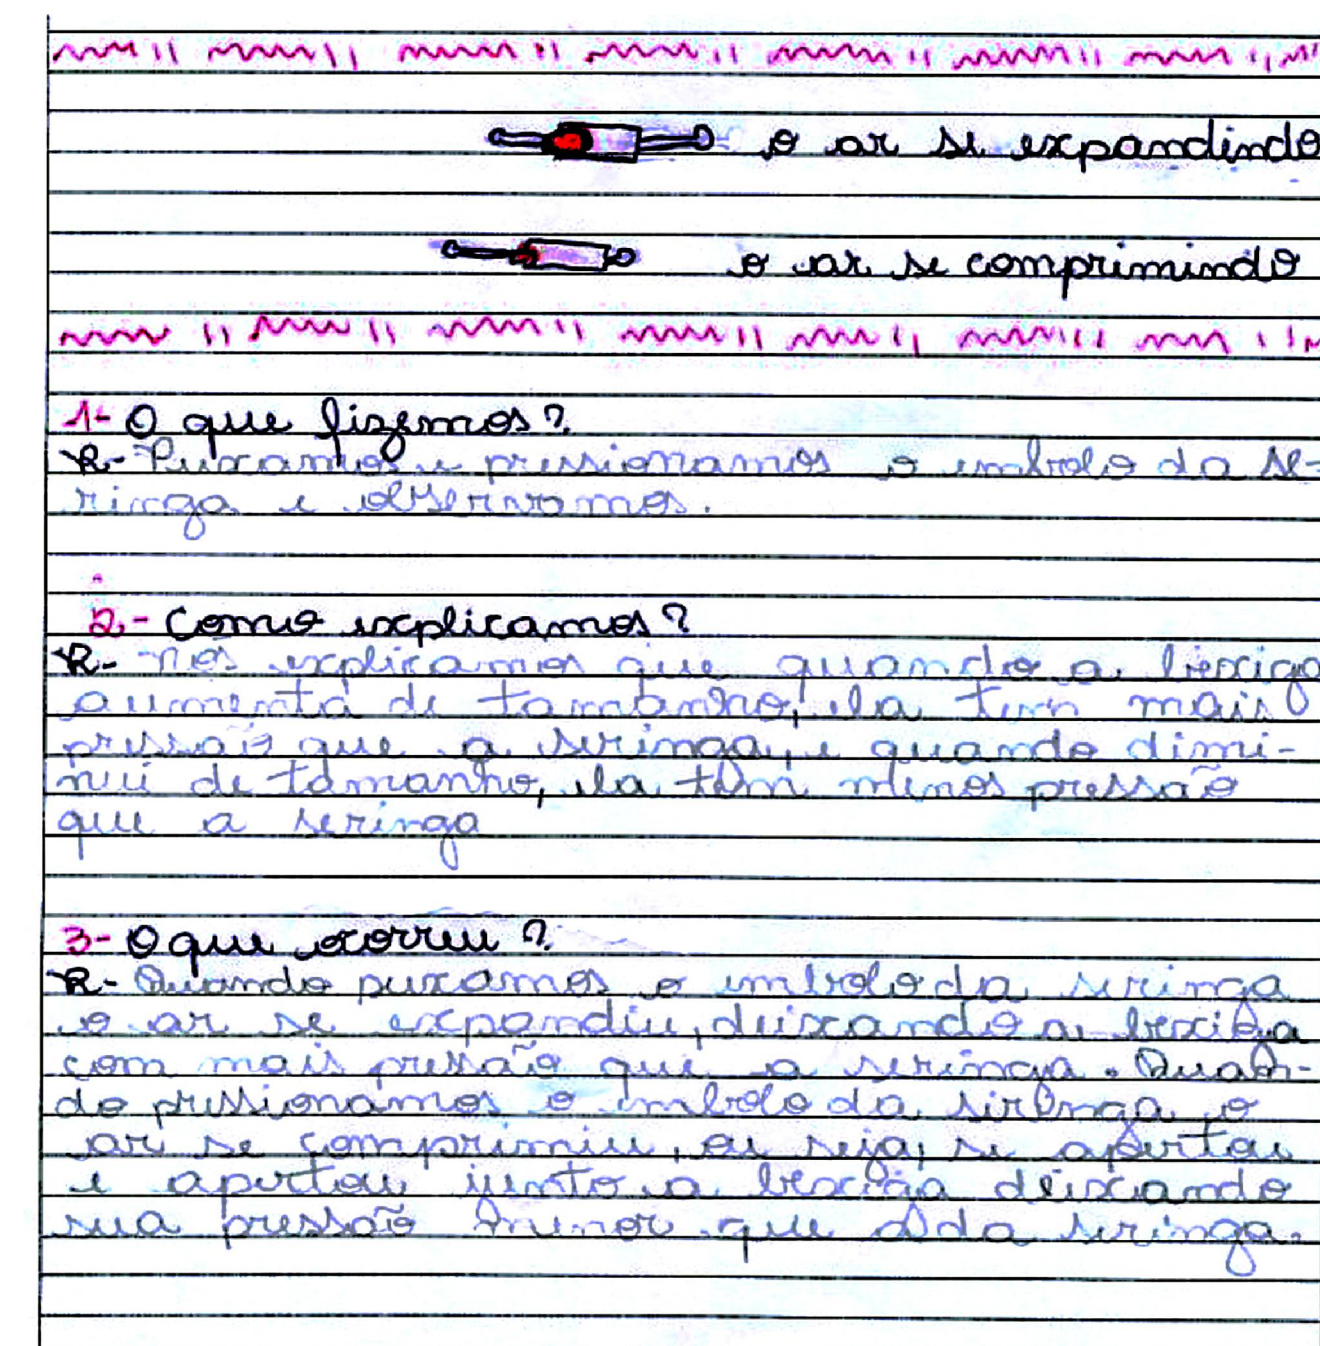 o ar se expandindo
o ar se comprimindo
1- O que fizemos?
R- Puxamos e pressionamos o embolo da se-
ringa e observamos.
2- Como explicamos?
R- Nós explicamos que quando a bexiga
aumenta de tamanho, ela tem mais
pressão que a seringa, e quando dimi-
nui de tamanho, ela tem menos pressão
que a seringa
3- O que ocorreu?
R- Quando puxamos o embolo da seringa
o ar se expandiu, deixando a bexiga
com mais pressão que a seringa. Quan-
do pressionamos o embolo da siringa o
ar se comprimiu, ou seja, se apertou
e apertou junto a bexiga deixando
sua pressão menor que a da seringa.